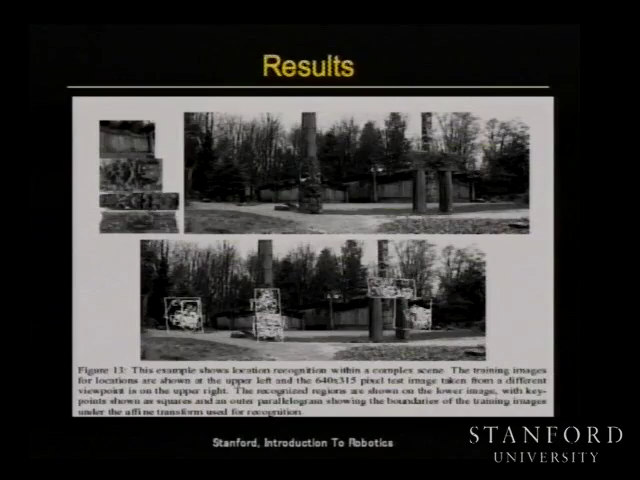 Results
Figure 13: This example shows location recognition within a complex scene. The training images
for locations are shown at the upper left and the 640x315 pixel test image taken from a different
viewpoint is on the upper right. The recognized regions are shown on the lower image, with key-
points shown as squares and an outer parallelogram showing the boundaries of the training images
under the affine transform used for recognition.
Stanford, Introduction To Robotics
STANFORD
UNIVERSITY